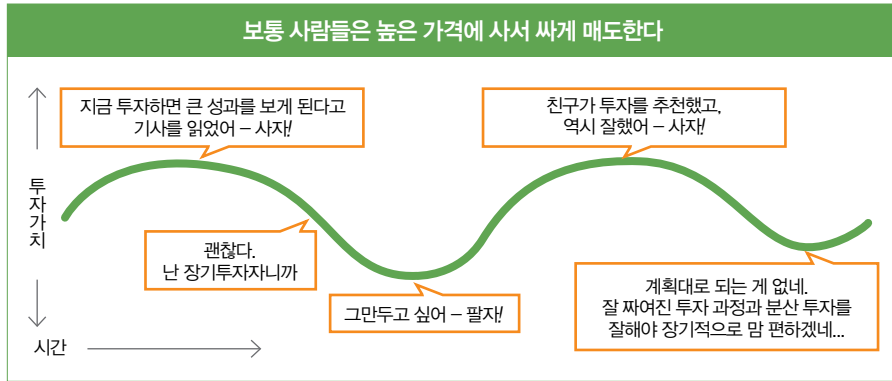 보통 사람들은 높은 가격에 사서 싸게 매도한다
지금 투자하면 큰 성과를 보게 된다고
기사를 읽었어 – 사자!
친구가 투자를 추천했고,
역시 잘했어 – 사자!
투자가치
괜찮다.
난 장기투자자니까
그만두고 싶어 – 팔자!
계획대로 되는 게 없네.
잘 짜여진 투자 과정과 분산 투자를
잘해야 장기적으로 맘 편하겠네...
시간